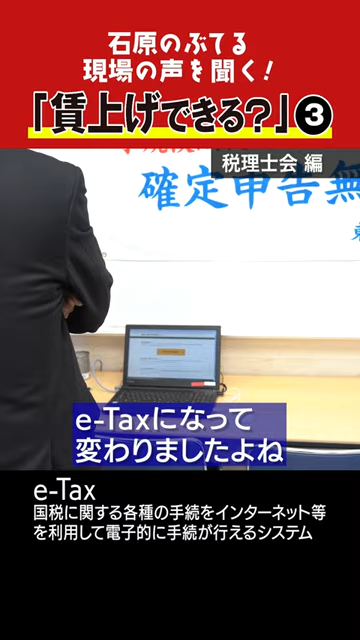 石原のぶてる
現場の声を聞く!
「賃上げできる?」❸
税理士会 編
確定申告無
e-Taxになって
変わりましたよね
e-Tax
国税に関する各種の手続をインターネット等
を利用して電子的に手続が行えるシステム